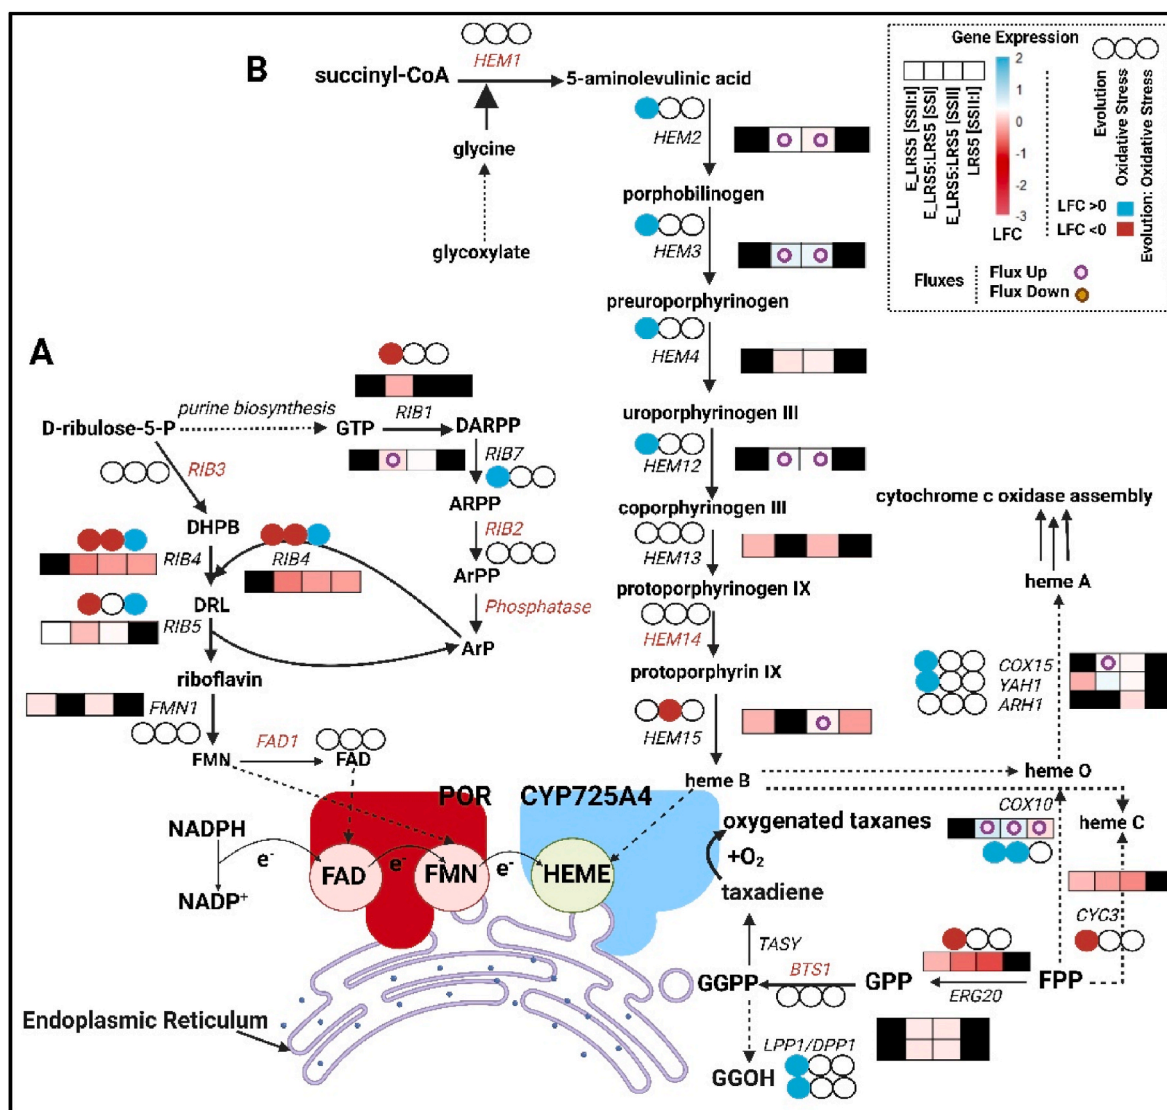 B
succinyl-CoA
HEM1
5-aminolevulinic acid
glycine
glycoxylate
HEM2
porphobilinogen
HEM3
preuroporphyrinogen
HEM4
uroporphyrinogen III
HEM12
coporphyrinogen III
HEM13
protoporphyrinogen IX
HEM14
protoporphyrin IX
HEM15
heme B
Gene Expression
E_LRS5 [SSII:I]
E_LRS5:LRS5 [SSI]
E_LRS5:LRS5 [SSII]
LRS5 [SSII:I]
2
1
0
-1
-2
-3
LFC
Evolution
Oxidative Stress
Evolution: Oxidative Stress
LFC >0
LFC <0
Fluxes
Flux Up
Flux Down
A
D-ribulose-5-P
purine biosynthesis
GTP
RIB1
DARPP
RIB7
ARPP
RIB2
ArPP
Phosphatase
ArP
RIB3
DHPB
RIB4
RIB4
DRL
RIB5
riboflavin
FMN1
FMN
FAD1
FAD
cytochrome c oxidase assembly
heme A
COX15
YAH1
ARH1
heme O
COX10
heme C
CYC3
POR
CYP725A4
NADPH
e-
NADP+
FAD
e-
FMN
e-
HEME
oxygenated taxanes
+O₂
taxadiene
TASY
GGPP
BTS1
GPP
ERG20
FPP
LPP1/DPP1
GGOH
Endoplasmic Reticulum